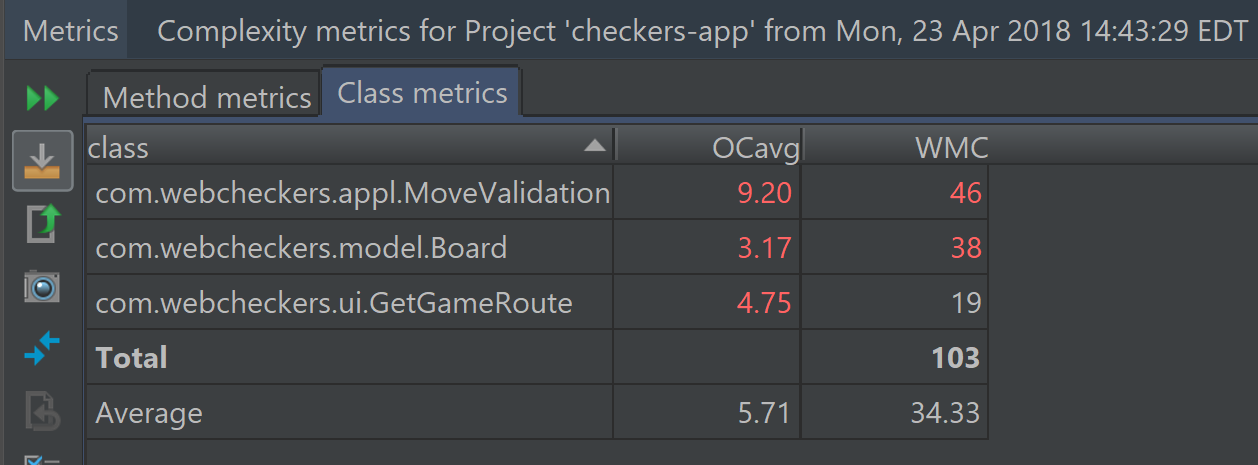 Metrics Complexity metrics for Project 'checkers-app' from Mon, 23 Apr 2018 14:43:29 EDT
Method metrics Class metrics
class OCavg WMC
com.webcheckers.appl.MoveValidation 9.20 46
com.webcheckers.model.Board 3.17 38
com.webcheckers.ui.GetGameRoute 4.75 19
Total 103
Average 5.71 34.33